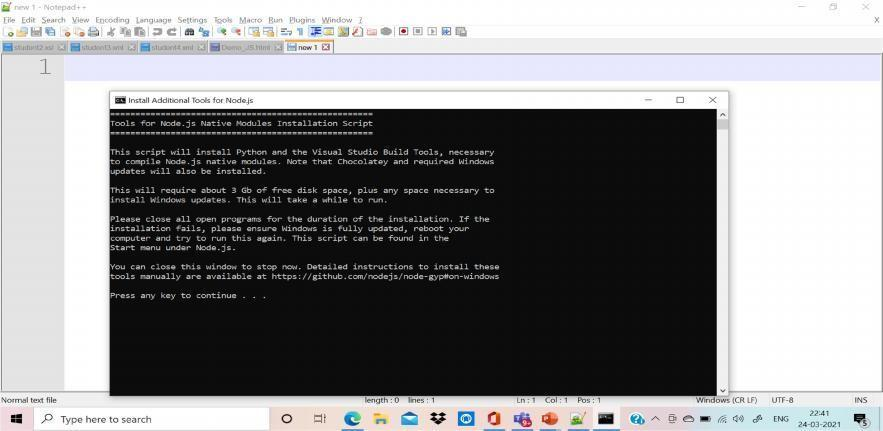 new 1 - Notepad++
File Edit Search View Encoding Language Settings Tools Macro Run Plugins Window ?
X
student2.xsl student3.xml student4.xml Demo_JS.html new 1
1
Install Additional Tools for Node.js
====================================================
Tools for Node.js Native Modules Installation Script
====================================================
This script will install Python and the Visual Studio Build Tools, necessary
to compile Node.js native modules. Note that Chocolatey and required Windows
updates will also be installed.
This will require about 3 Gb of free disk space, plus any space necessary to
install Windows updates. This will take a while to run.
Please close all open programs for the duration of the installation. If the
installation fails, please ensure Windows is fully updated, reboot your
computer and try to run this again. This script can be found in the
Start menu under Node.js.
You can close this window to stop now. Detailed instructions to install these
tools manually are available at https://github.com/nodejs/node-gyp#on-windows
Press any key to continue . . .
Normal text file length : 0 lines : 1 Ln : 1 Col : 1 Pos : 1 Windows (CR LF) UTF-8 INS
Type here to search
ENG
22:41
24-03-2021
5